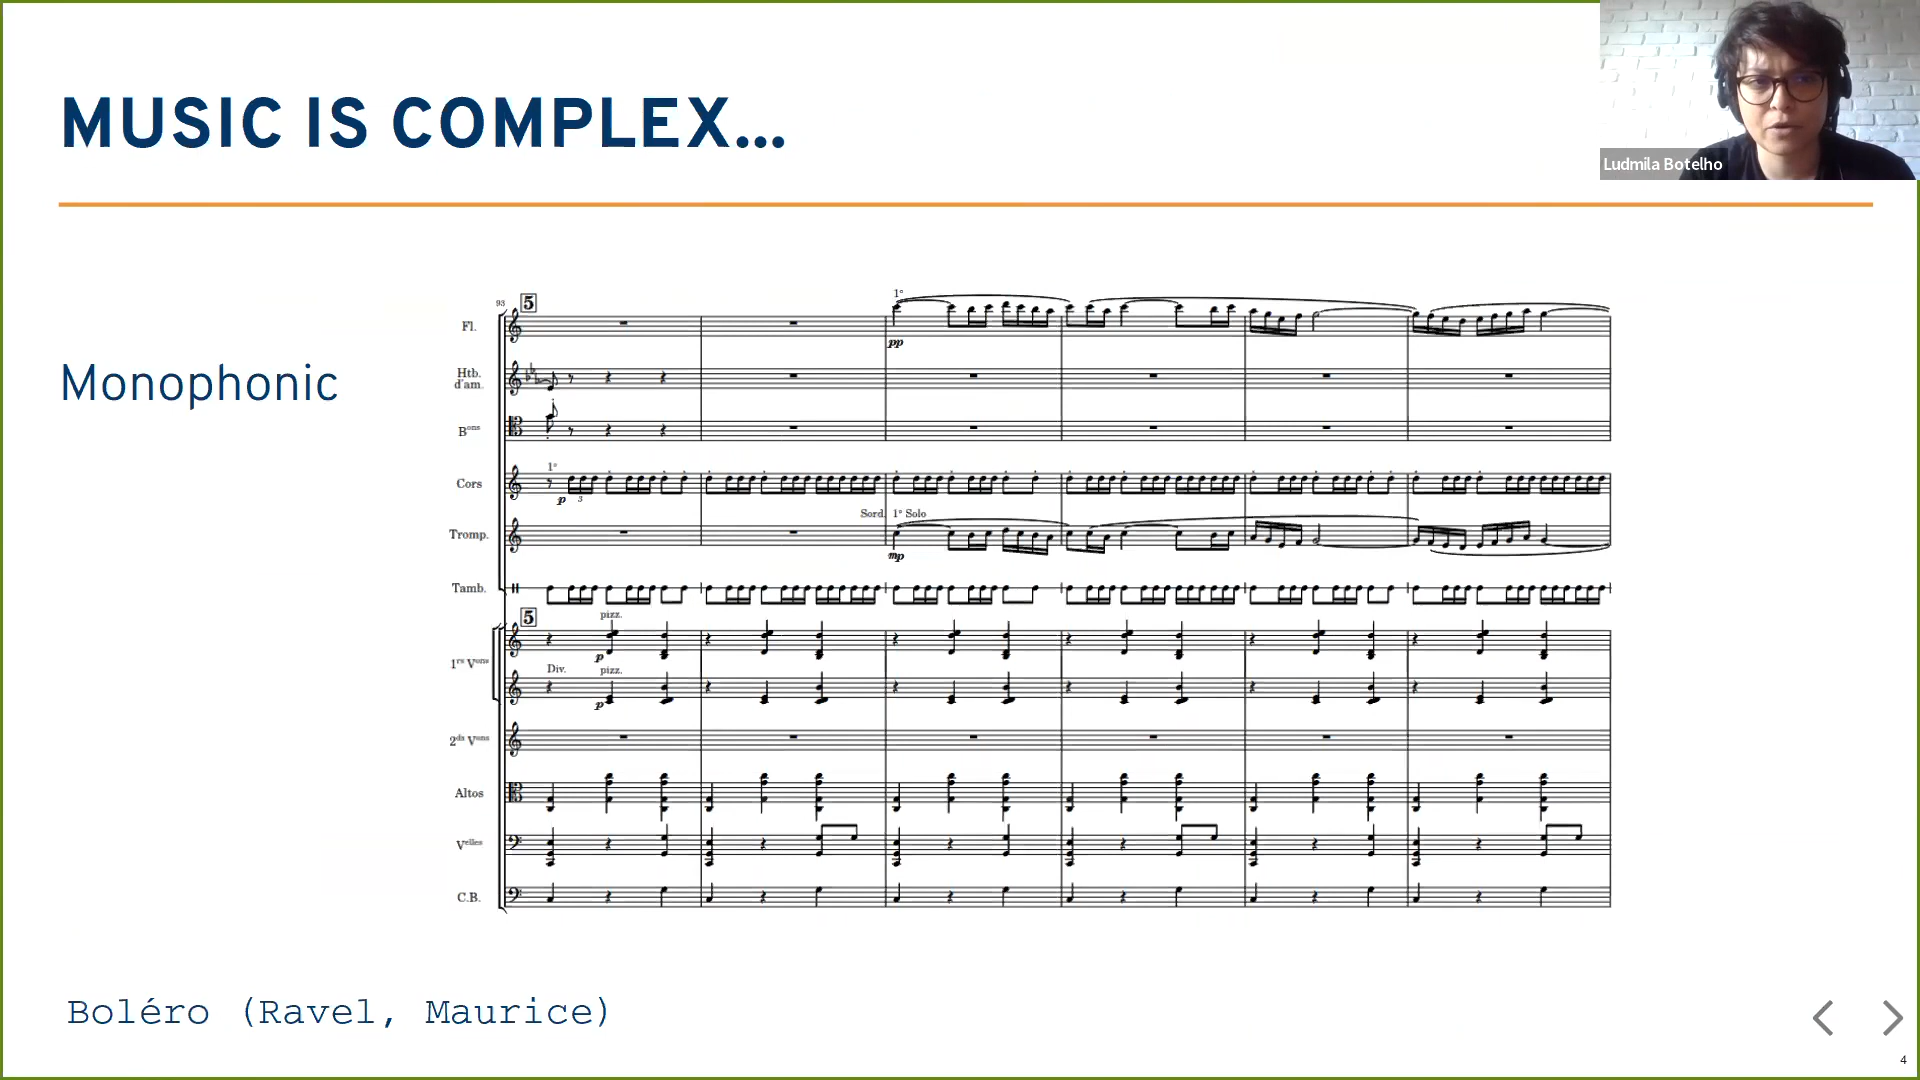 MUSIC IS COMPLEX...
Ludmila Botelho
Monophonic
93
5
1°
Fl.
pp
Htb.
d'am.
Bons
1°
Cors
p
3
Sord. 1° Solo
Tromp.
mp
Tamb.
5
pizz.
1rs Vons
p
Div. pizz.
p
2ds Vons
Altos
Velles
C.B.
Boléro (Ravel, Maurice)
4